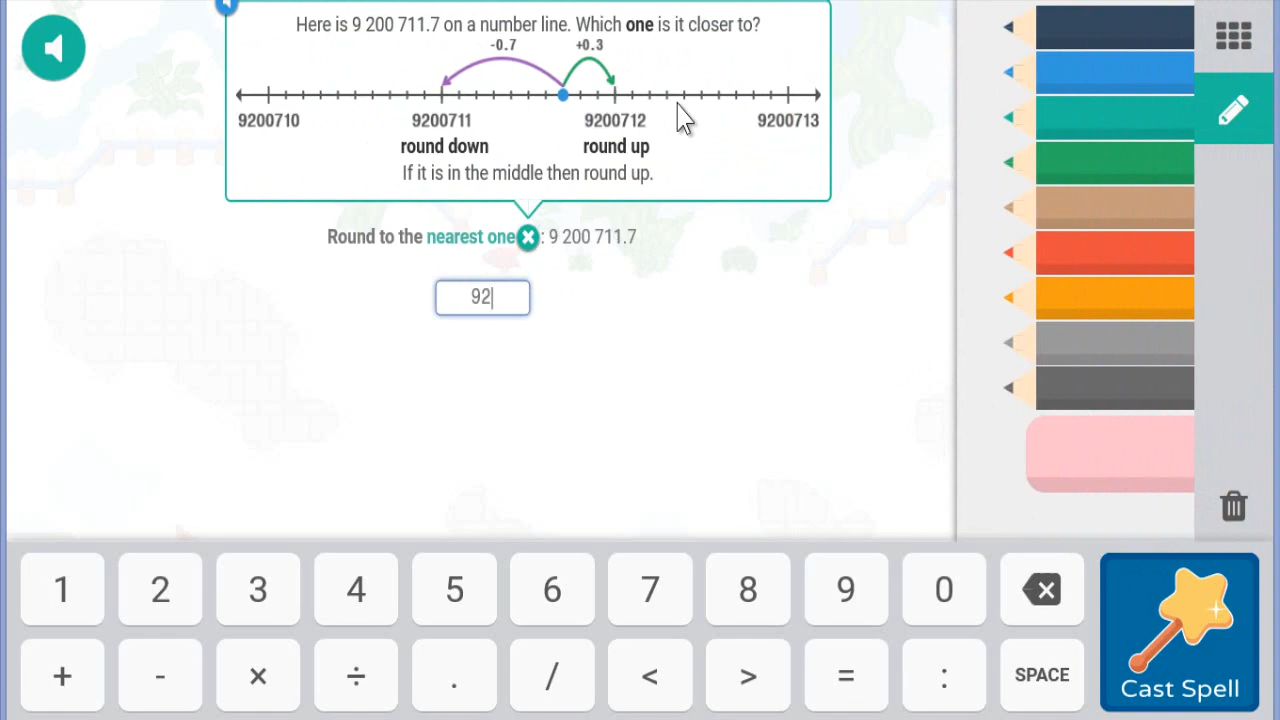 Here is 9 200 711.7 on a number line. Which one is it closer to?
-0.7 +0.3
9200710 9200711 9200712 9200713
round down round up
If it is in the middle then round up.
Round to the nearest one : 9 200 711.7
92
1 2 3 4 5 6 7 8 9 0
+ - × ÷ . / < > = : SPACE
Cast Spell